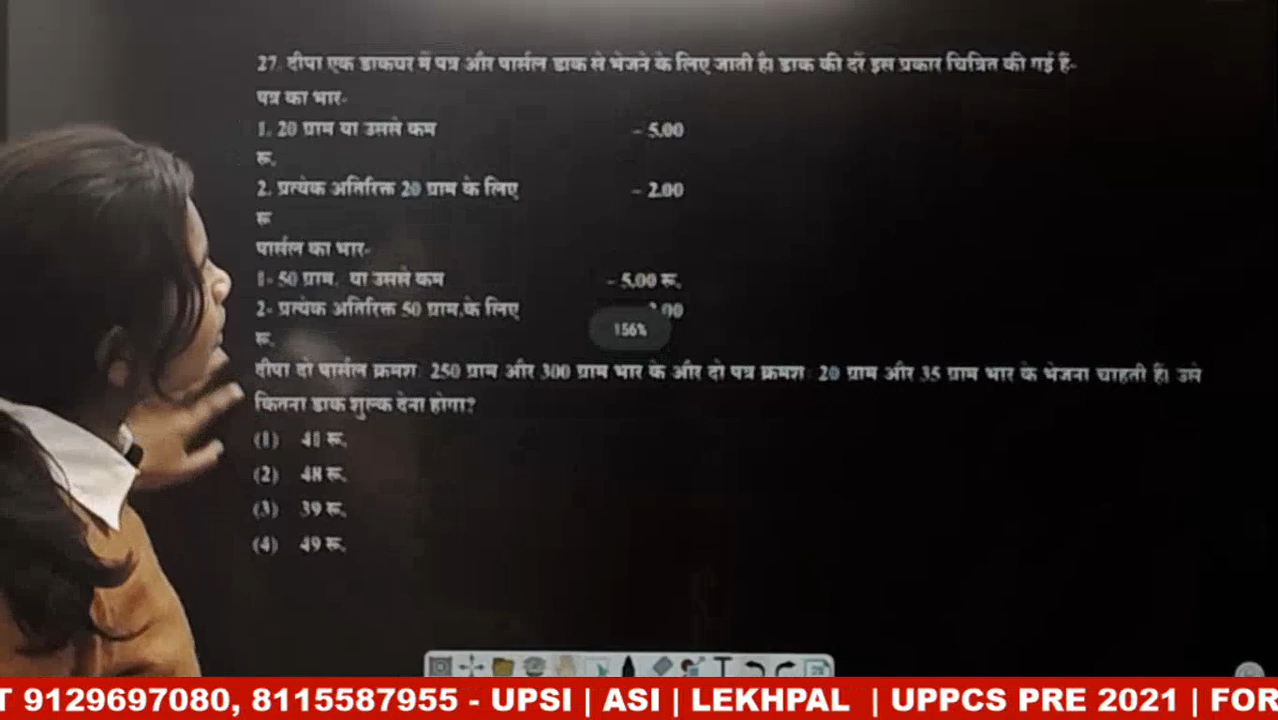 27. दीपा एक डाकघर में पत्र और पार्सल डाक से भेजने के लिए जाती है। डाक की दरें इस प्रकार चित्रित की गई हैं-
पत्र का भार-
1. 20 ग्राम या उससे कम - 5.00
रू.
2. प्रत्येक अतिरिक्त 20 ग्राम के लिए - 2.00
रू
पार्सल का भार-
1- 50 ग्राम. या उससे कम - 5.00 रू.
2- प्रत्येक अतिरिक्त 50 ग्राम.के लिए .00
156%
रू.
दीपा दो पार्सल क्रमश: 250 ग्राम और 300 ग्राम भार के और दो पत्र क्रमश: 20 ग्राम और 35 ग्राम भार के भेजना चाहती है। उसे
कितना डाक शुल्क देना होगा?
(1) 41 रू.
(2) 48 रू.
(3) 39 रू.
(4) 49 रू.
T 9129697080, 8115587955 - UPSI | ASI | LEKHPAL | UPPCS PRE 2021 | FOR